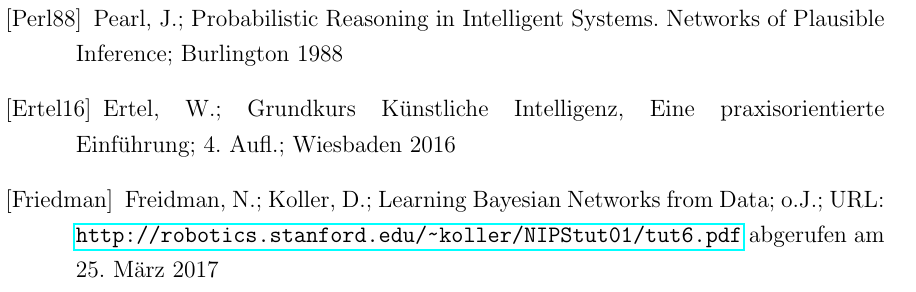 [Perl88] Pearl, J.; Probabilistic Reasoning in Intelligent Systems. Networks of Plausible
Inference; Burlington 1988
[Ertel16] Ertel, W.; Grundkurs Künstliche Intelligenz, Eine praxisorientierte
Einführung; 4. Aufl.; Wiesbaden 2016
[Friedman] Freidman, N.; Koller, D.; Learning Bayesian Networks from Data; o.J.; URL:
http://robotics.stanford.edu/~koller/NIPStut01/tut6.pdf abgerufen am
25. März 2017